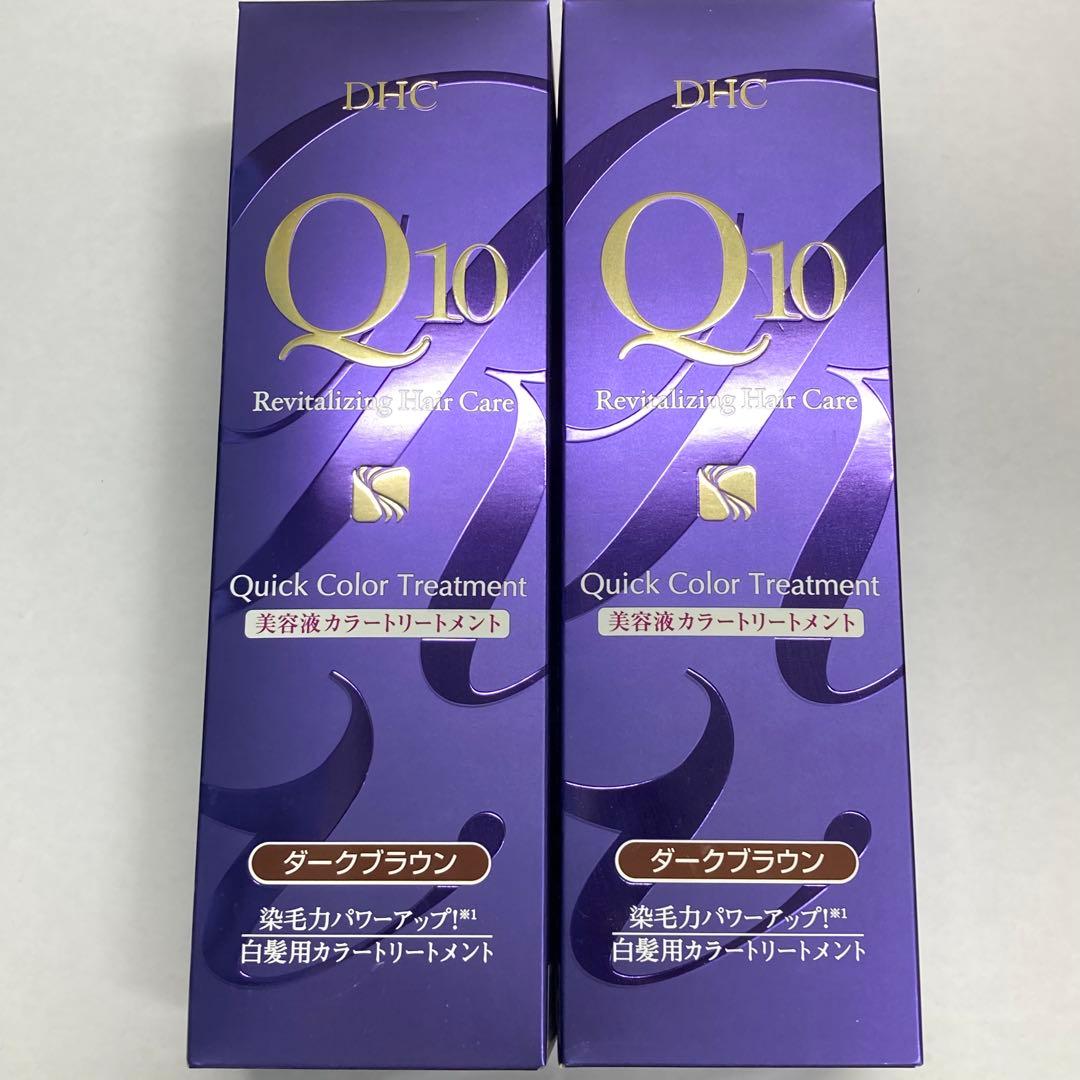 DHC
Q10
Revitalizing Hair Care
Quick Color Treatment
美容液カラートリートメント
ダークブラウン
染毛力パワーアップ!※1
白髪用カラートリートメント
DHC
Q10
Revitalizing Hair Care
Quick Color Treatment
美容液カラートリートメント
ダークブラウン
染毛力パワーアップ!※1
白髪用カラートリートメント